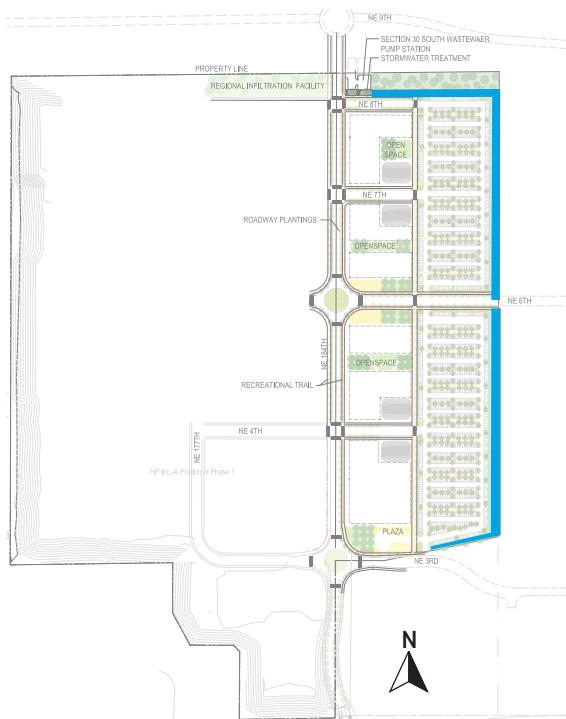 NE 9TH
SECTION 30 SOUTH WASTEWAER
PUMP STATION
STORMWATER TREATMENT
PROPERTY LINE
REGIONAL INFILTRATION FACILITY
NE 8TH
OPEN
SPACE
NE 7TH
ROADWAY PLANTINGS
OPENSPACE
NE 6TH
NE 184TH
OPENSPACE
RECREATIONAL TRAIL
NE 4TH
NE 177TH
HP Inc.-A Portion of Phase 1
PLAZA
NE 3RD
N